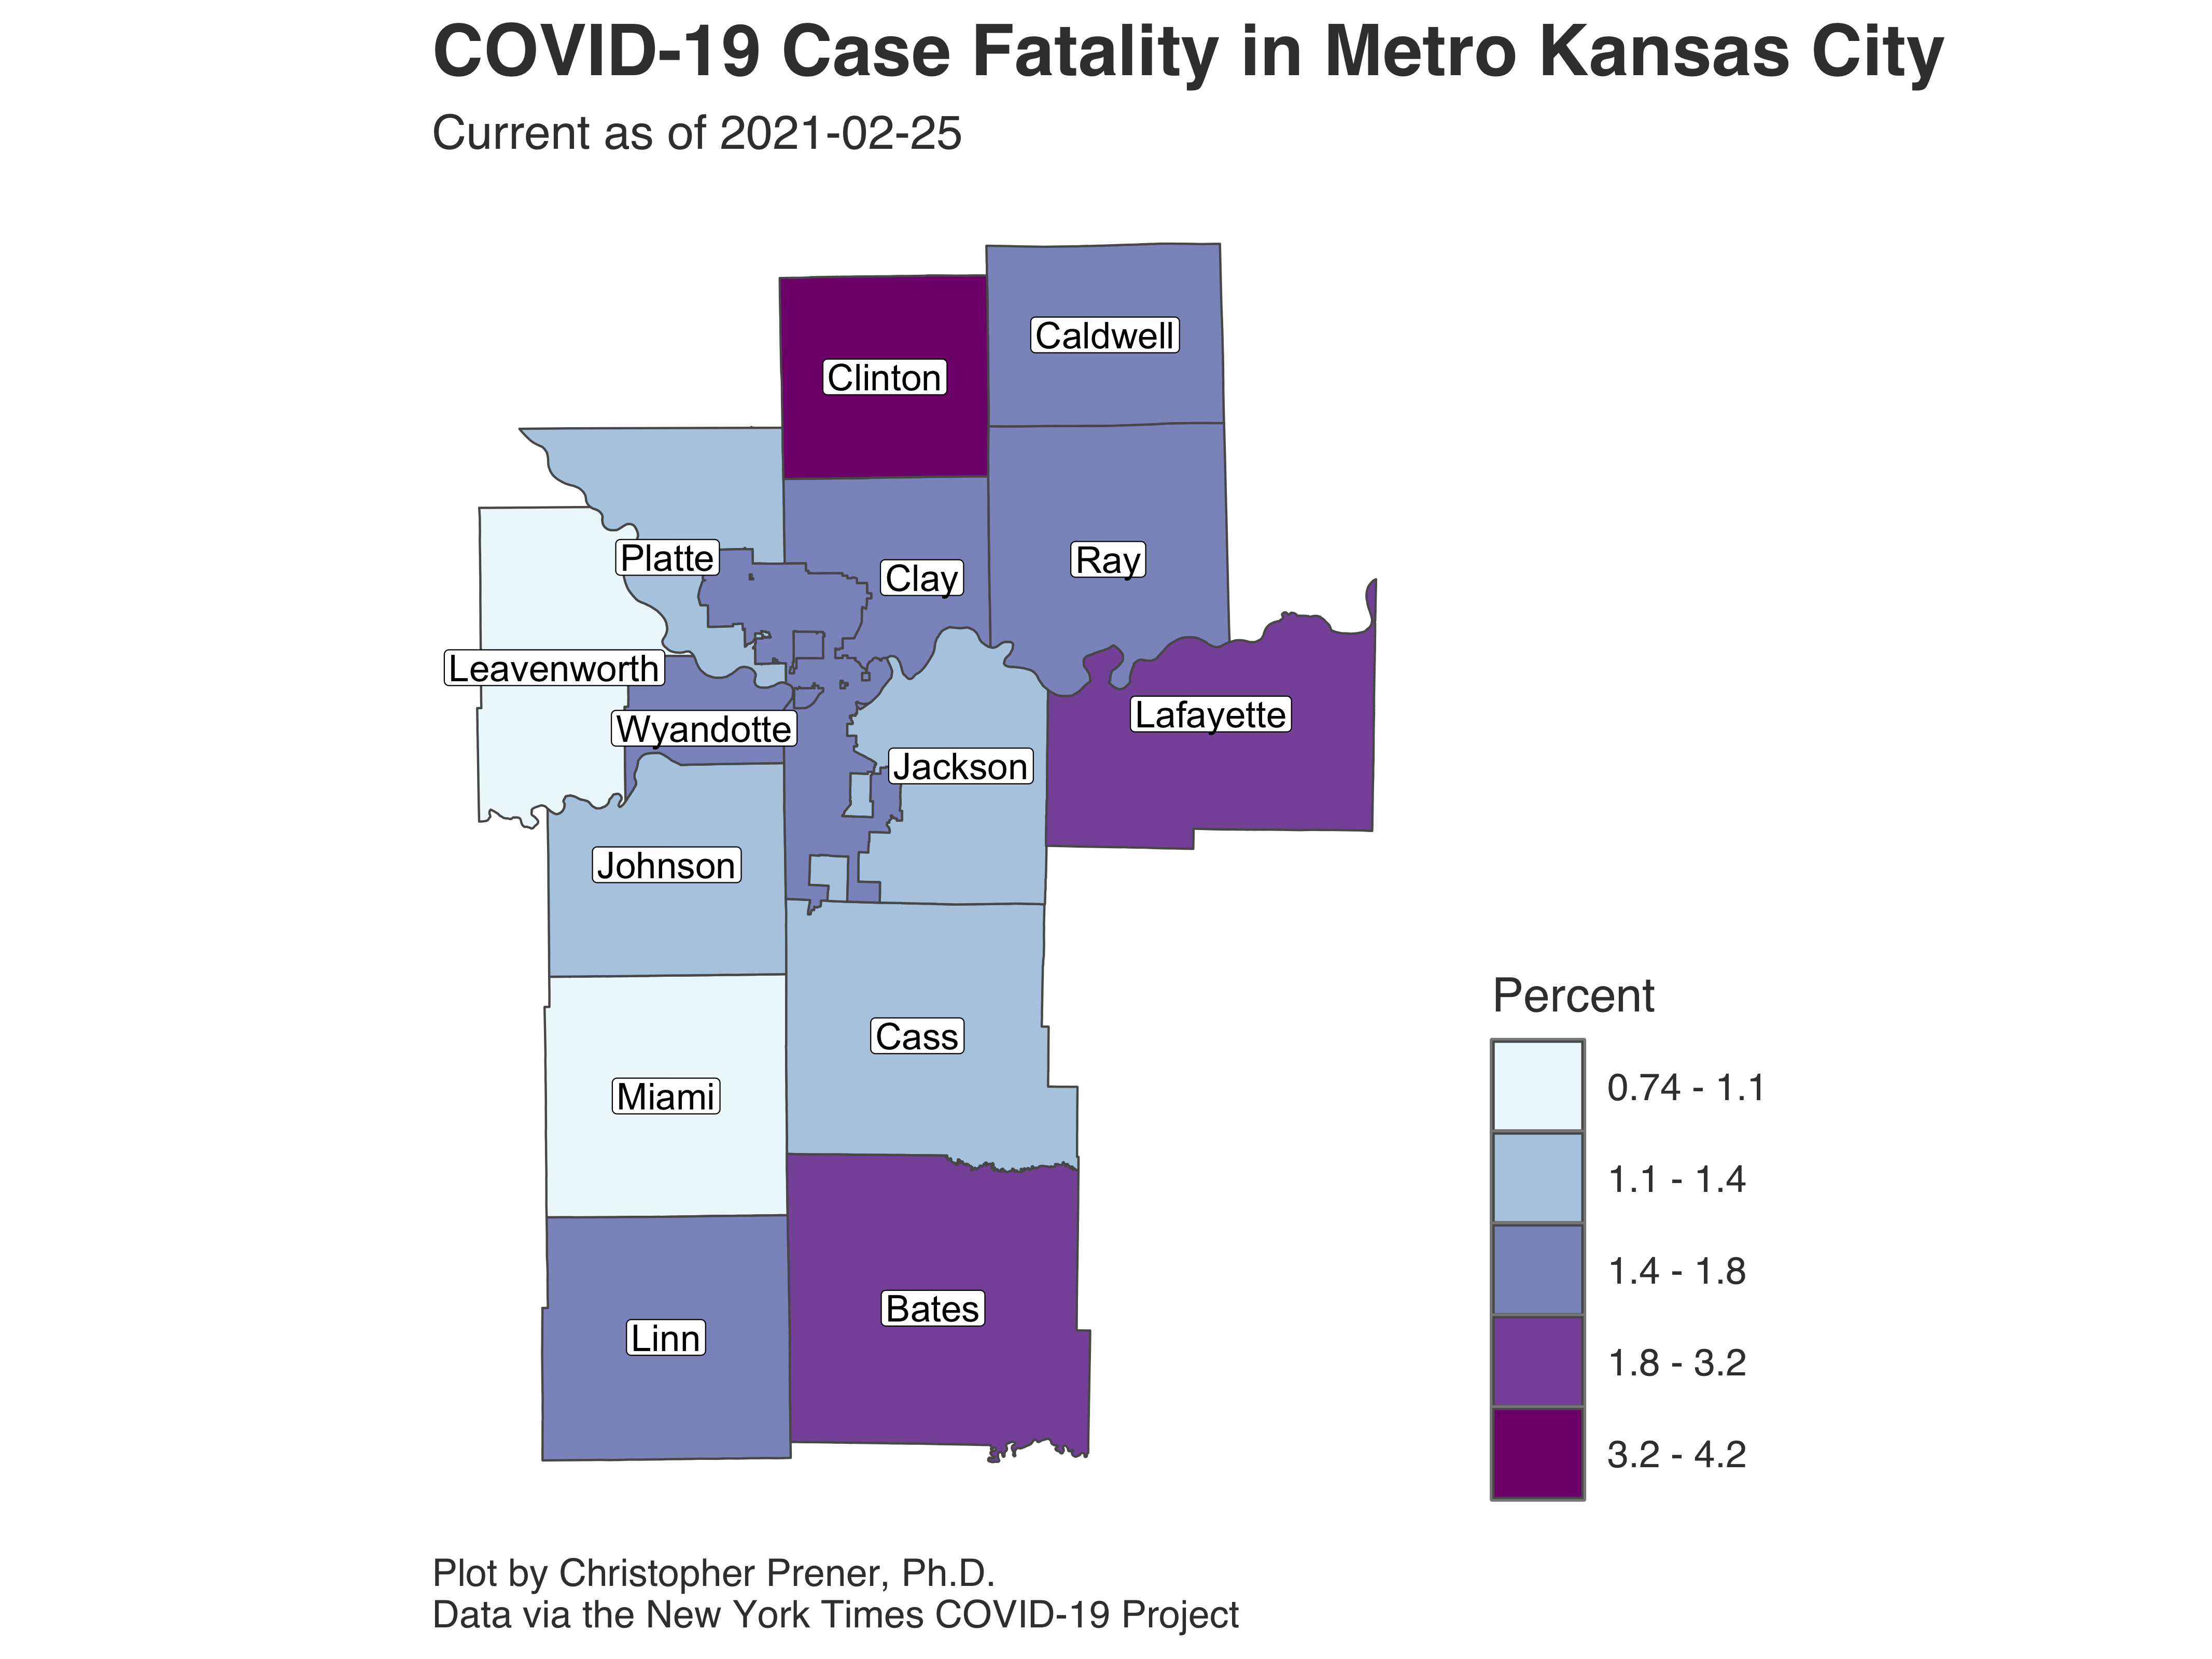 COVID-19 Case Fatality in Metro Kansas City
Current as of 2021-02-25
Caldwell
Clinton
Platte
Clay
Ray
Leavenworth
Lafayette
Wyandotte
Jackson
Johnson
Cass
Miami
Bates
Linn
Percent
0.74 - 1.1
1.1 - 1.4
1.4 - 1.8
1.8 - 3.2
3.2 - 4.2
Plot by Christopher Prener, Ph.D.
Data via the New York Times COVID-19 Project